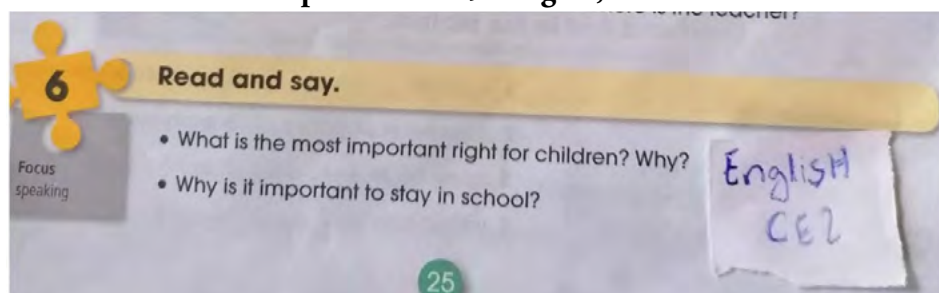 6
Read and say.
Focus
speaking
• What is the most important right for children? Why?
• Why is it important to stay in school?
English
CE2
25